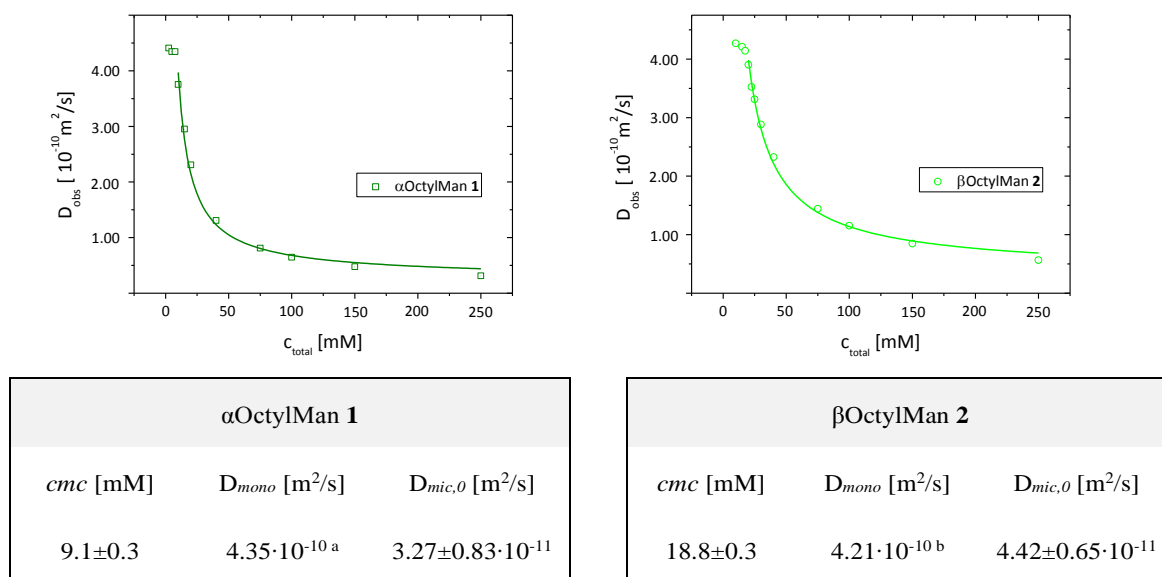 4.00
3.00
2.00
1.00
D_obs [ 10^-10 m^2/s]
αOctylMan 1
0 50 100 150 200 250
c_total [mM]
4.00
3.00
2.00
1.00
D_obs [ 10^-10 m^2/s]
βOctylMan 2
0 50 100 150 200 250
c_total [mM]
αOctylMan 1
cmc [mM] D_mono [m^2/s] D_mic,0 [m^2/s]
9.1±0.3 4.35·10^-10 a 3.27±0.83·10^-11
βOctylMan 2
cmc [mM] D_mono [m^2/s] D_mic,0 [m^2/s]
18.8±0.3 4.21·10^-10 b 4.42±0.65·10^-11